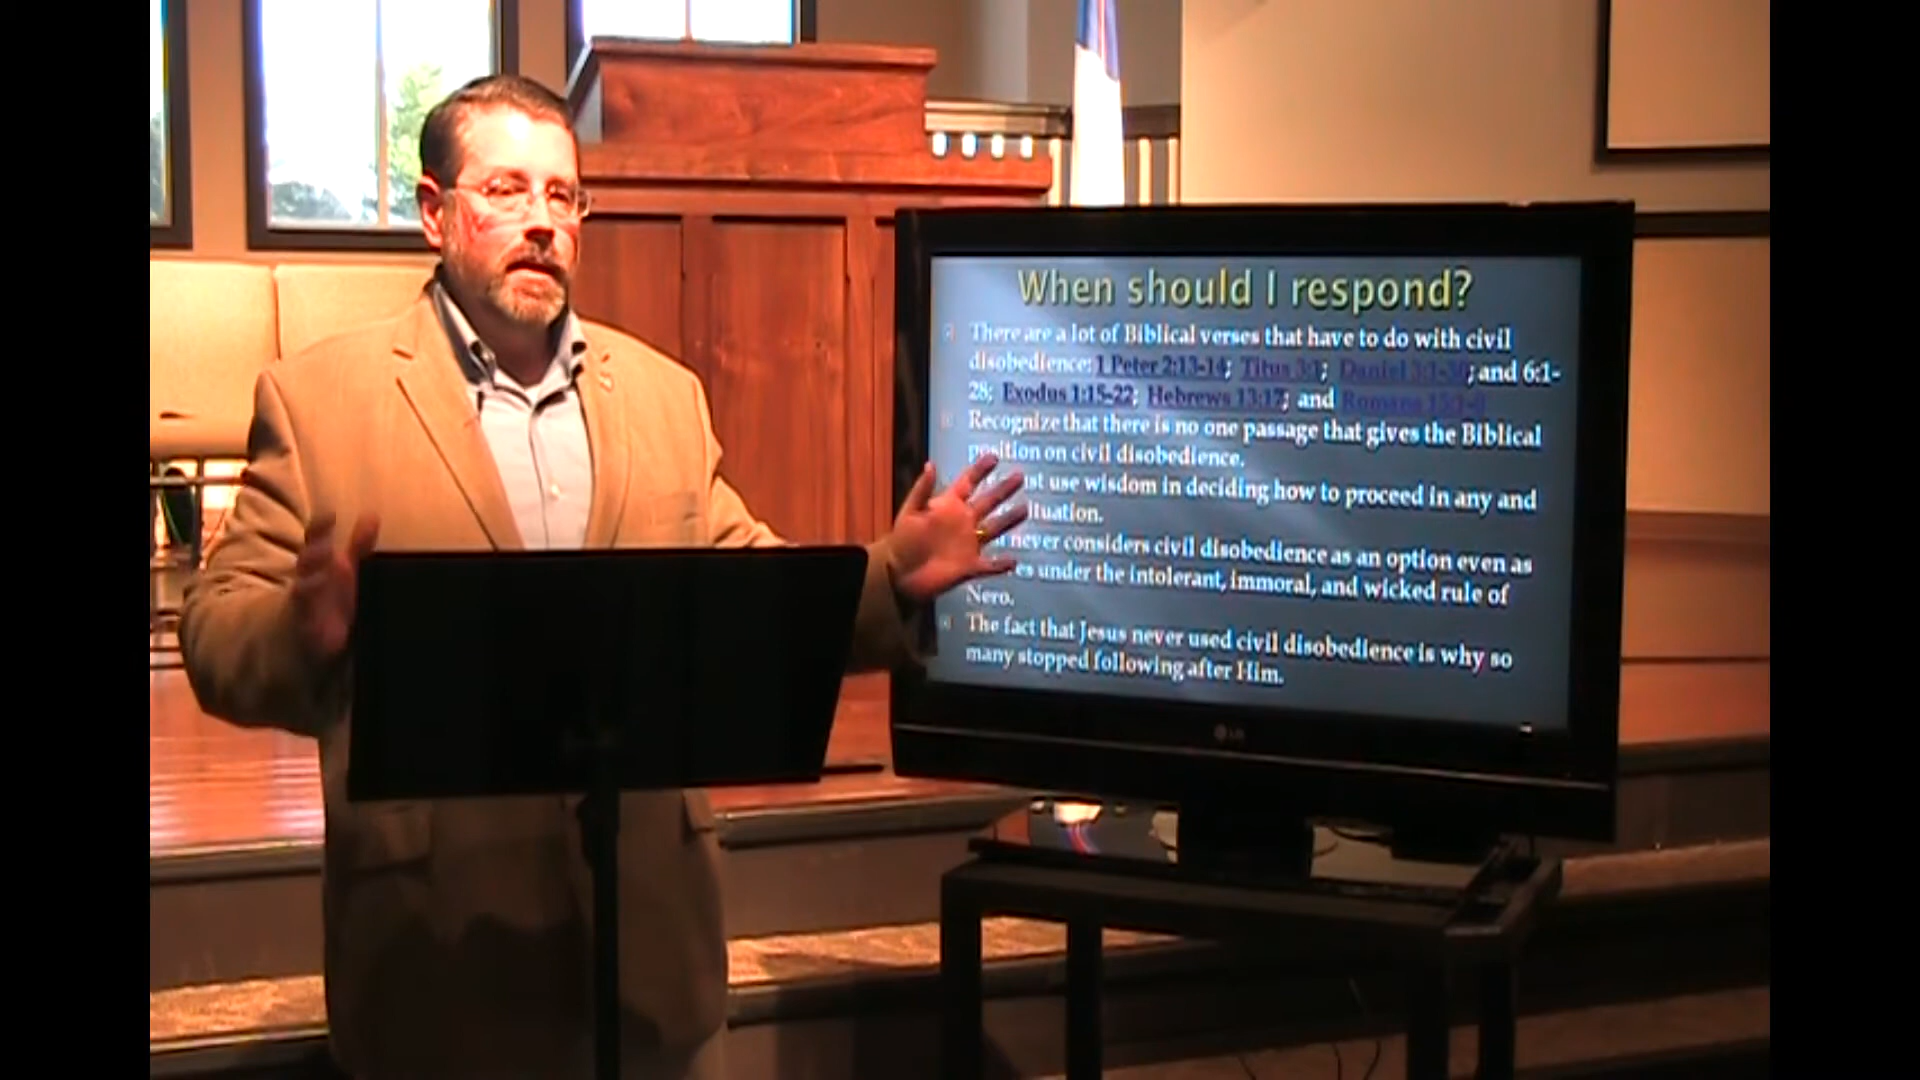 When should I respond?
There are a lot of Biblical verses that have to do with civil
disobedience: 1 Peter 2:13-14; Titus 3:1; Daniel 3:1-30; and 6:1-
28; Exodus 1:15-22; Hebrews 13:17; and Romans
Recognize that there is no one passage that gives the Biblical
position on civil disobedience.
use wisdom in deciding how to proceed in any and
situation.
never considers civil disobedience as an option even as
under the intolerant, immoral, and wicked rule of
Nero.
The fact that Jesus never used civil disobedience is why so
many stopped following after Him.
LG